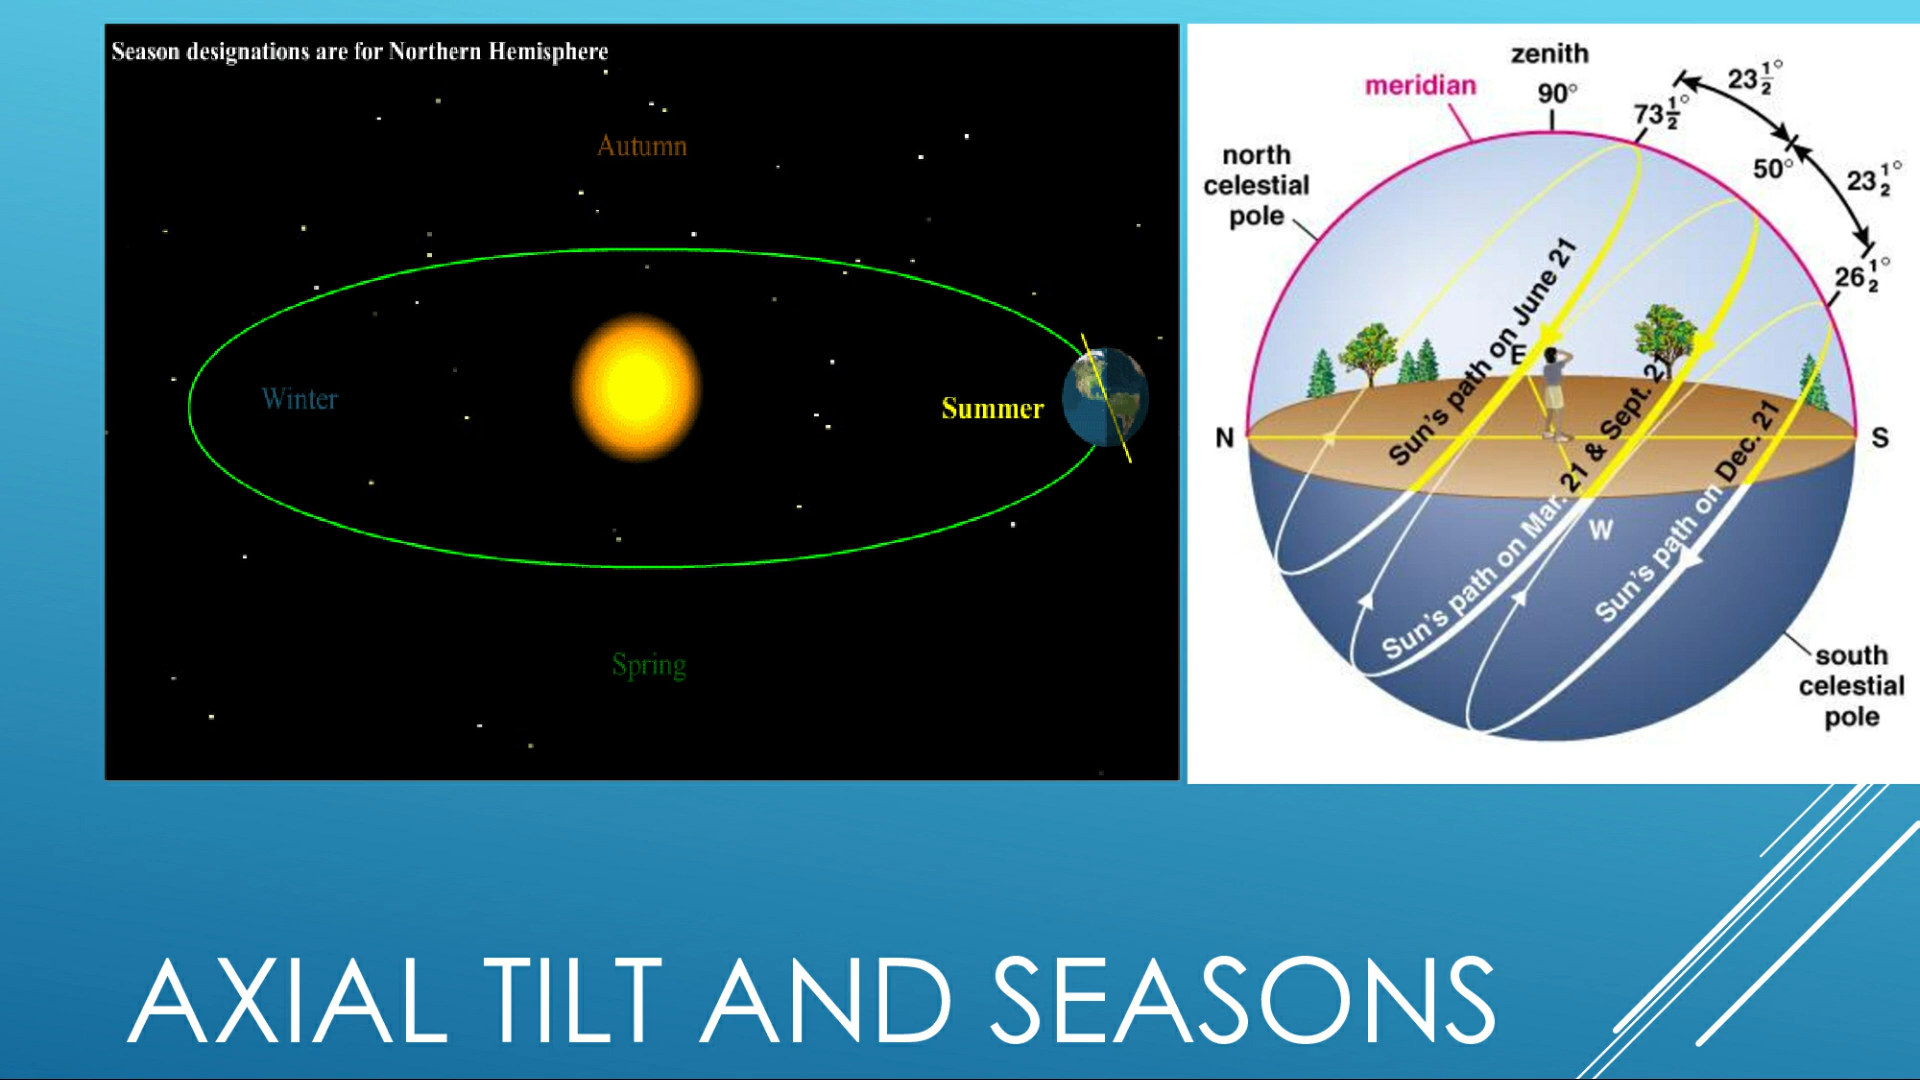 Season designations are for Northern Hemisphere
Autumn
Winter
Summer
Spring
zenith
90°
meridian
73½°
23½°
50°
23½°
26½°
north
celestial
pole
Sun's path on June 21
E
Sun's path on Mar. 21 & Sept. 21
Sun's path on Dec. 21
N
S
W
south
celestial
pole
AXIAL TILT AND SEASONS